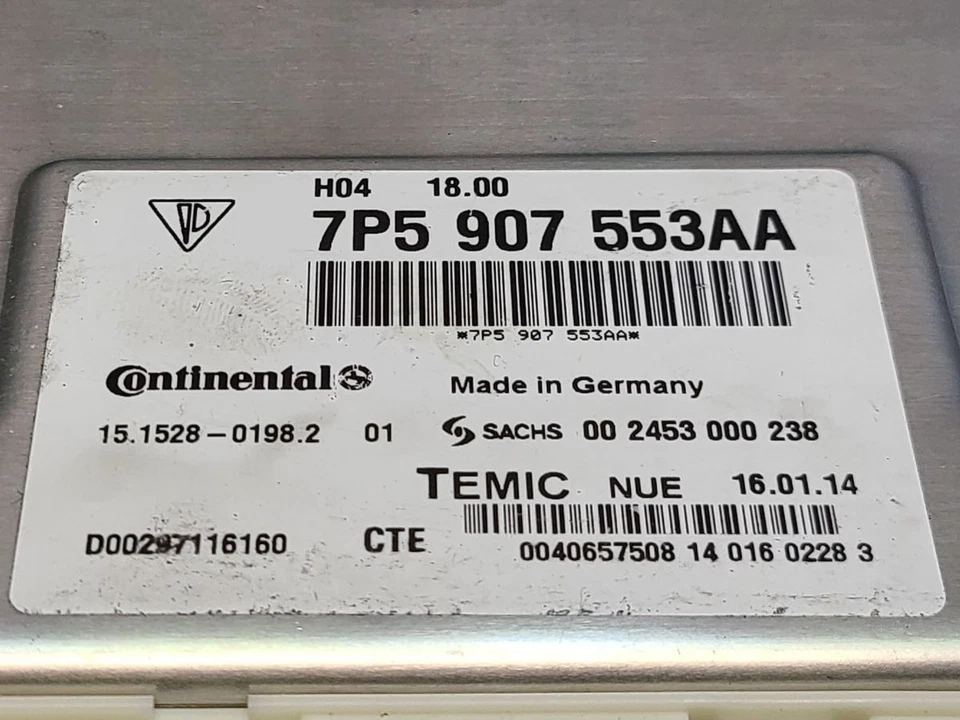 H04 18.00
7P5 907 553AA
*7P5 907 553AA*
Continental
Made in Germany
15.1528-0198.2 01
SACHS 00 2453 000 238
TEMIC NUE 16.01.14
D00297116160 CTE
0040657508 14 016 0228 3